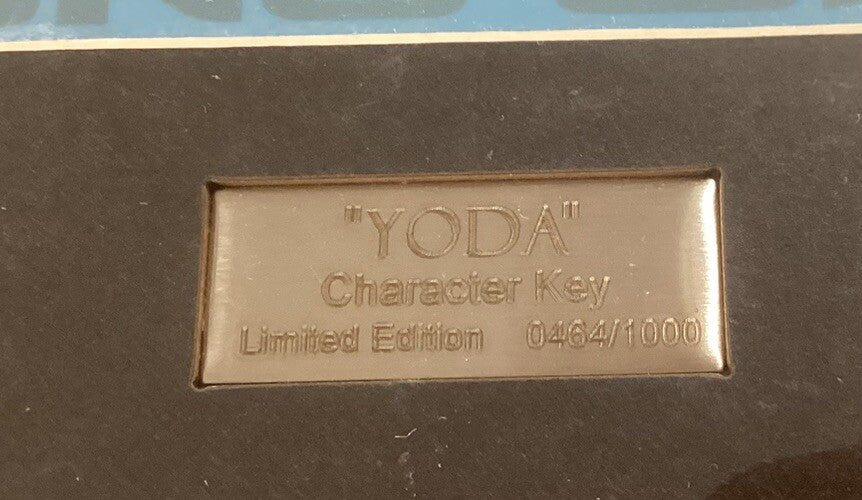 "YODA"
Character Key
Limited Edition 0464/1000